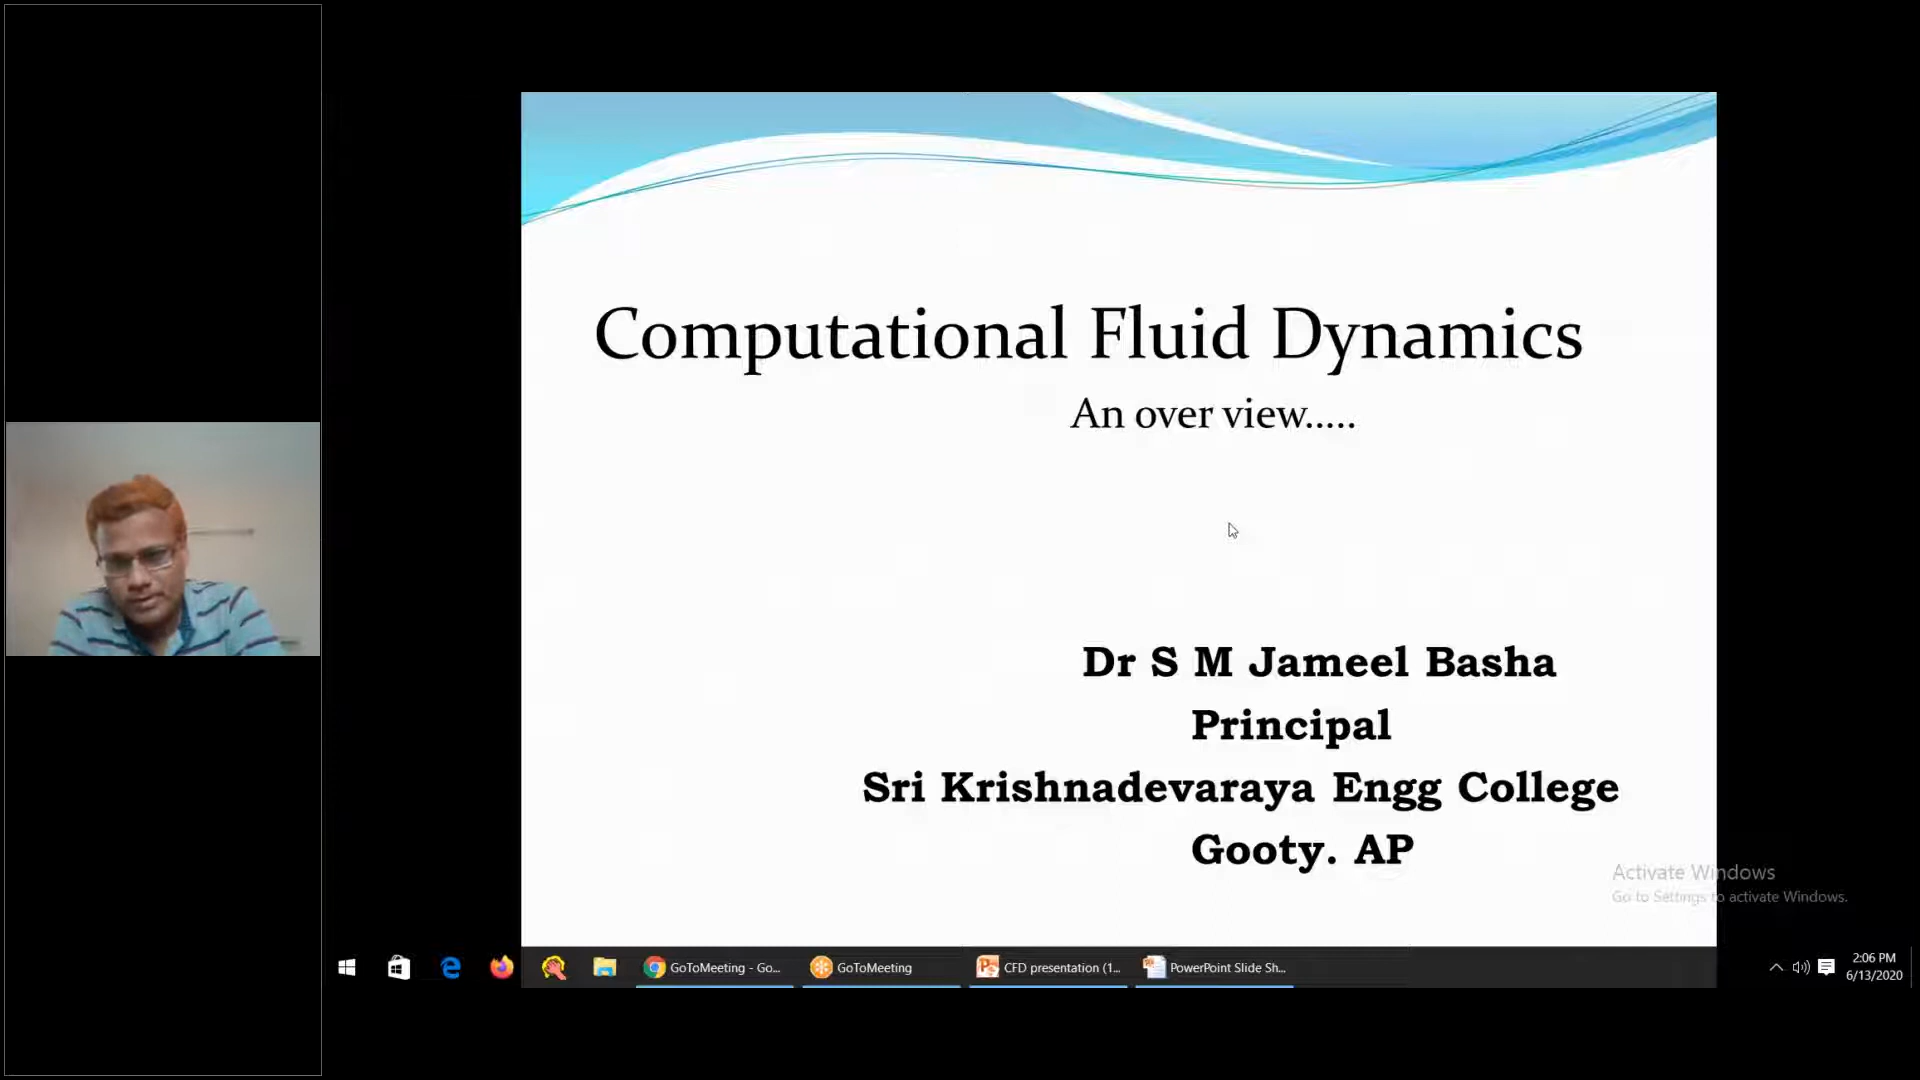 Computational Fluid Dynamics
An over view.....
Dr S M Jameel Basha
Principal
Sri Krishnadevaraya Engg College
Gooty. AP
Activate Windows
Go to Settings to activate Windows.
GoToMeeting - Go...
GoToMeeting
CFD presentation (1...
PowerPoint Slide Sh...
2:06 PM
6/13/2020